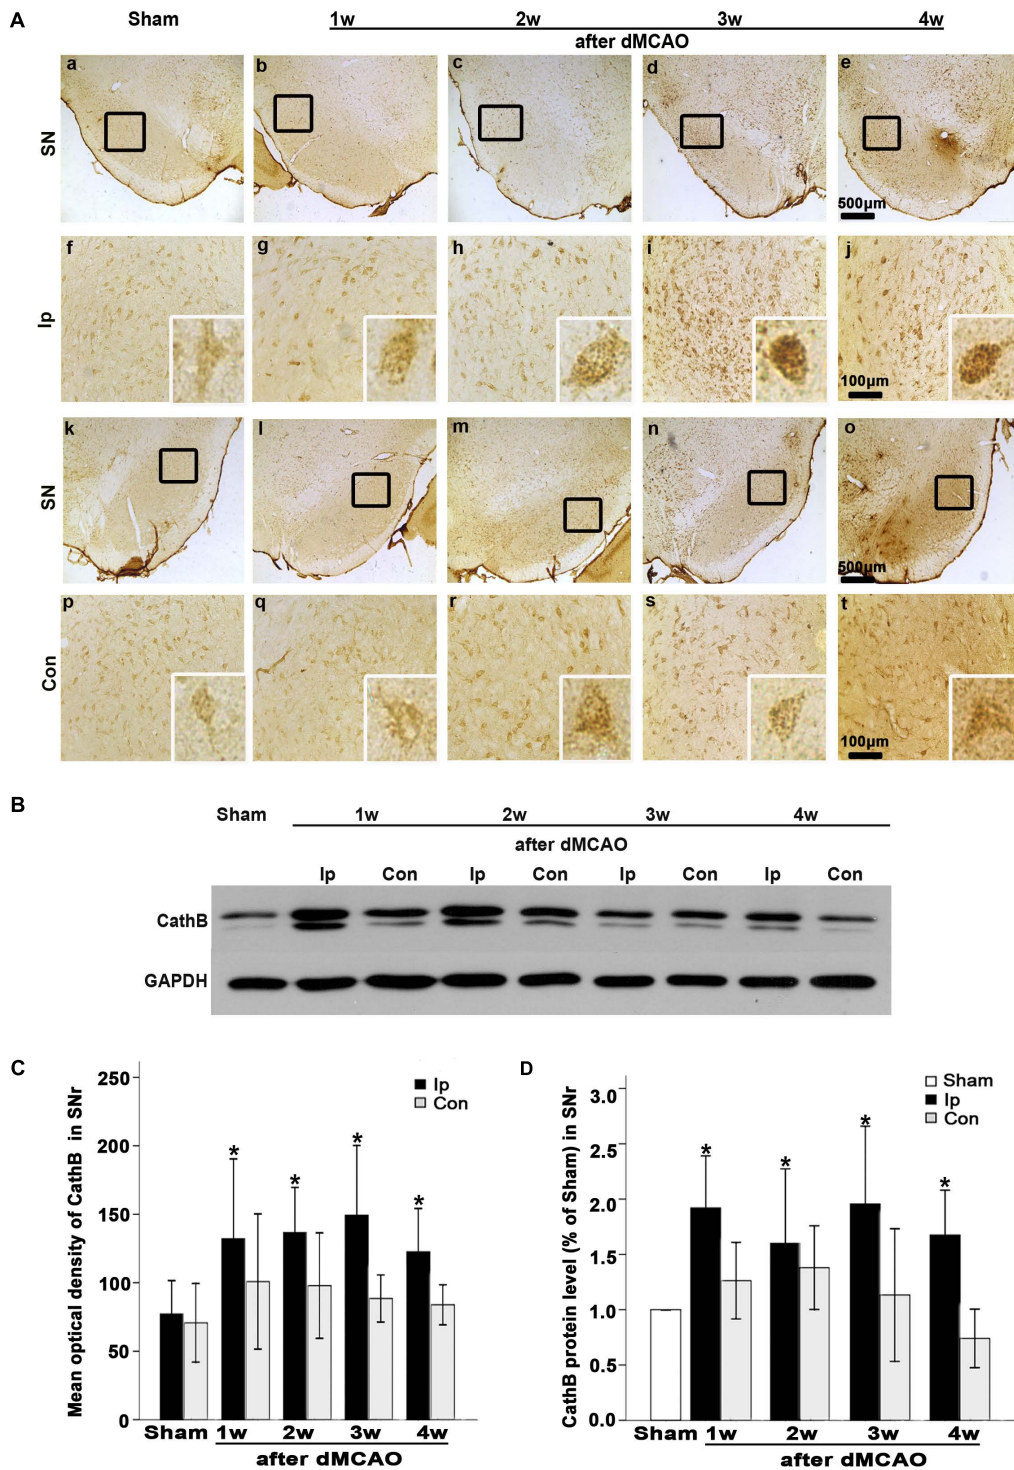 A
Sham
1w
2w
3w
4w
after dMCAO
SN
a
b
c
d
e
500μm
Ip
f
g
h
i
j
100μm
SN
k
l
m
n
o
500μm
Con
p
q
r
s
t
100μm
B
Sham
1w
2w
3w
4w
after dMCAO
Ip
Con
Ip
Con
Ip
Con
Ip
Con
CathB
GAPDH
C
Mean optical density of CathB in SNr
250
200
150
100
50
0
Ip
Con
*
*
*
*
Sham
1w
2w
3w
4w
after dMCAO
D
CathB protein level (% of Sham) in SNr
3.0
2.5
2.0
1.5
1.0
0.5
0.0
Sham
Ip
Con
*
*
*
*
Sham
1w
2w
3w
4w
after dMCAO